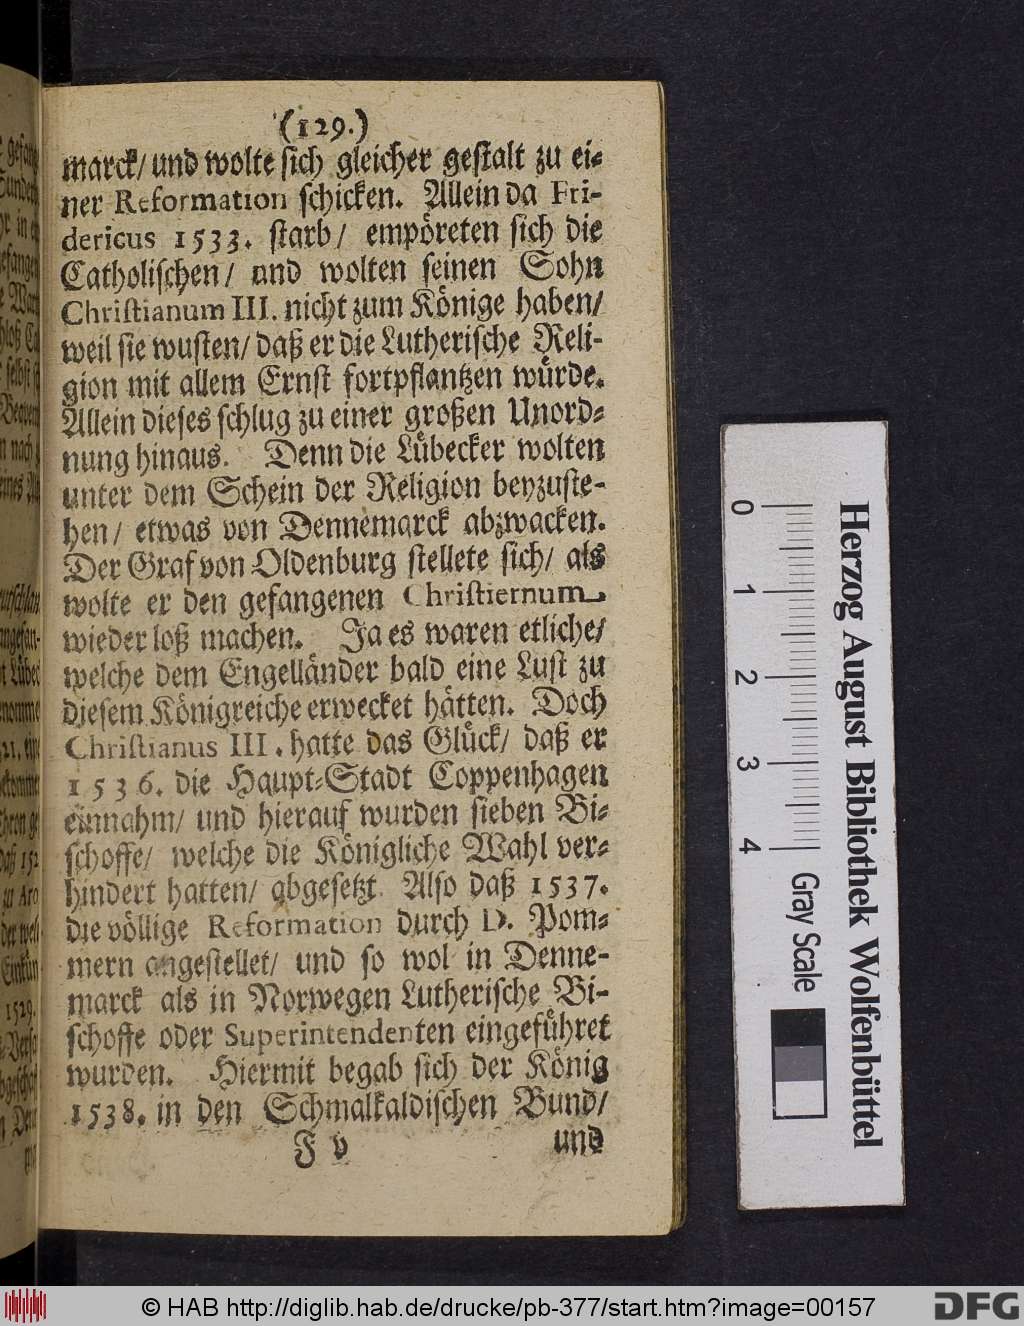 (129.)
marck/ und wolte sich gleicher gestalt zu ei-
ner Reformation schicken. Allein da Fri-
dericus 1533. starb/ empöreten sich die
Catholischen/ und wolten seinen Sohn
Christianum III. nicht zum Könige haben/
weil sie wusten/ daß er die Lutherische Reli-
gion mit allem Ernst fortpflantzen würde.
Allein dieses schlug zu einer großen Unord-
nung hinaus. Denn die Lübecker wolten
unter dem Schein der Religion beyzuste-
hen/ etwas von Dennemarck abzwacken.
Der Graf von Oldenburg stellete sich/ als
wolte er den gefangenen Christiernum
wieder loß machen. Ja es waren etliche/
welche dem Engelländer bald eine Lust zu
diesem Königreiche erwecket hätten. Doch
Christianus III. hatte das Glück/ daß er
1536. die Haupt-Stadt Coppenhagen
einnahm/ und hierauf wurden sieben Bi-
schoffe/ welche die Königliche Wahl ver-
hindert hatten/ abgesetzt. Also daß 1537.
die völlige Reformation durch D. Pom-
mern angestellet/ und so wol in Denne-
marck als in Norwegen Lutherische Bi-
schoffe oder Superintendenten eingeführet
wurden. Hiermit begab sich der König
1538. in den Schmalkaldischen Bund/
F v und
Herzog August Bibliothek Wolfenbüttel
0 1 2 3 4 Gray Scale
© HAB http://diglib.hab.de/drucke/pb-377/start.htm?image=00157
DFG